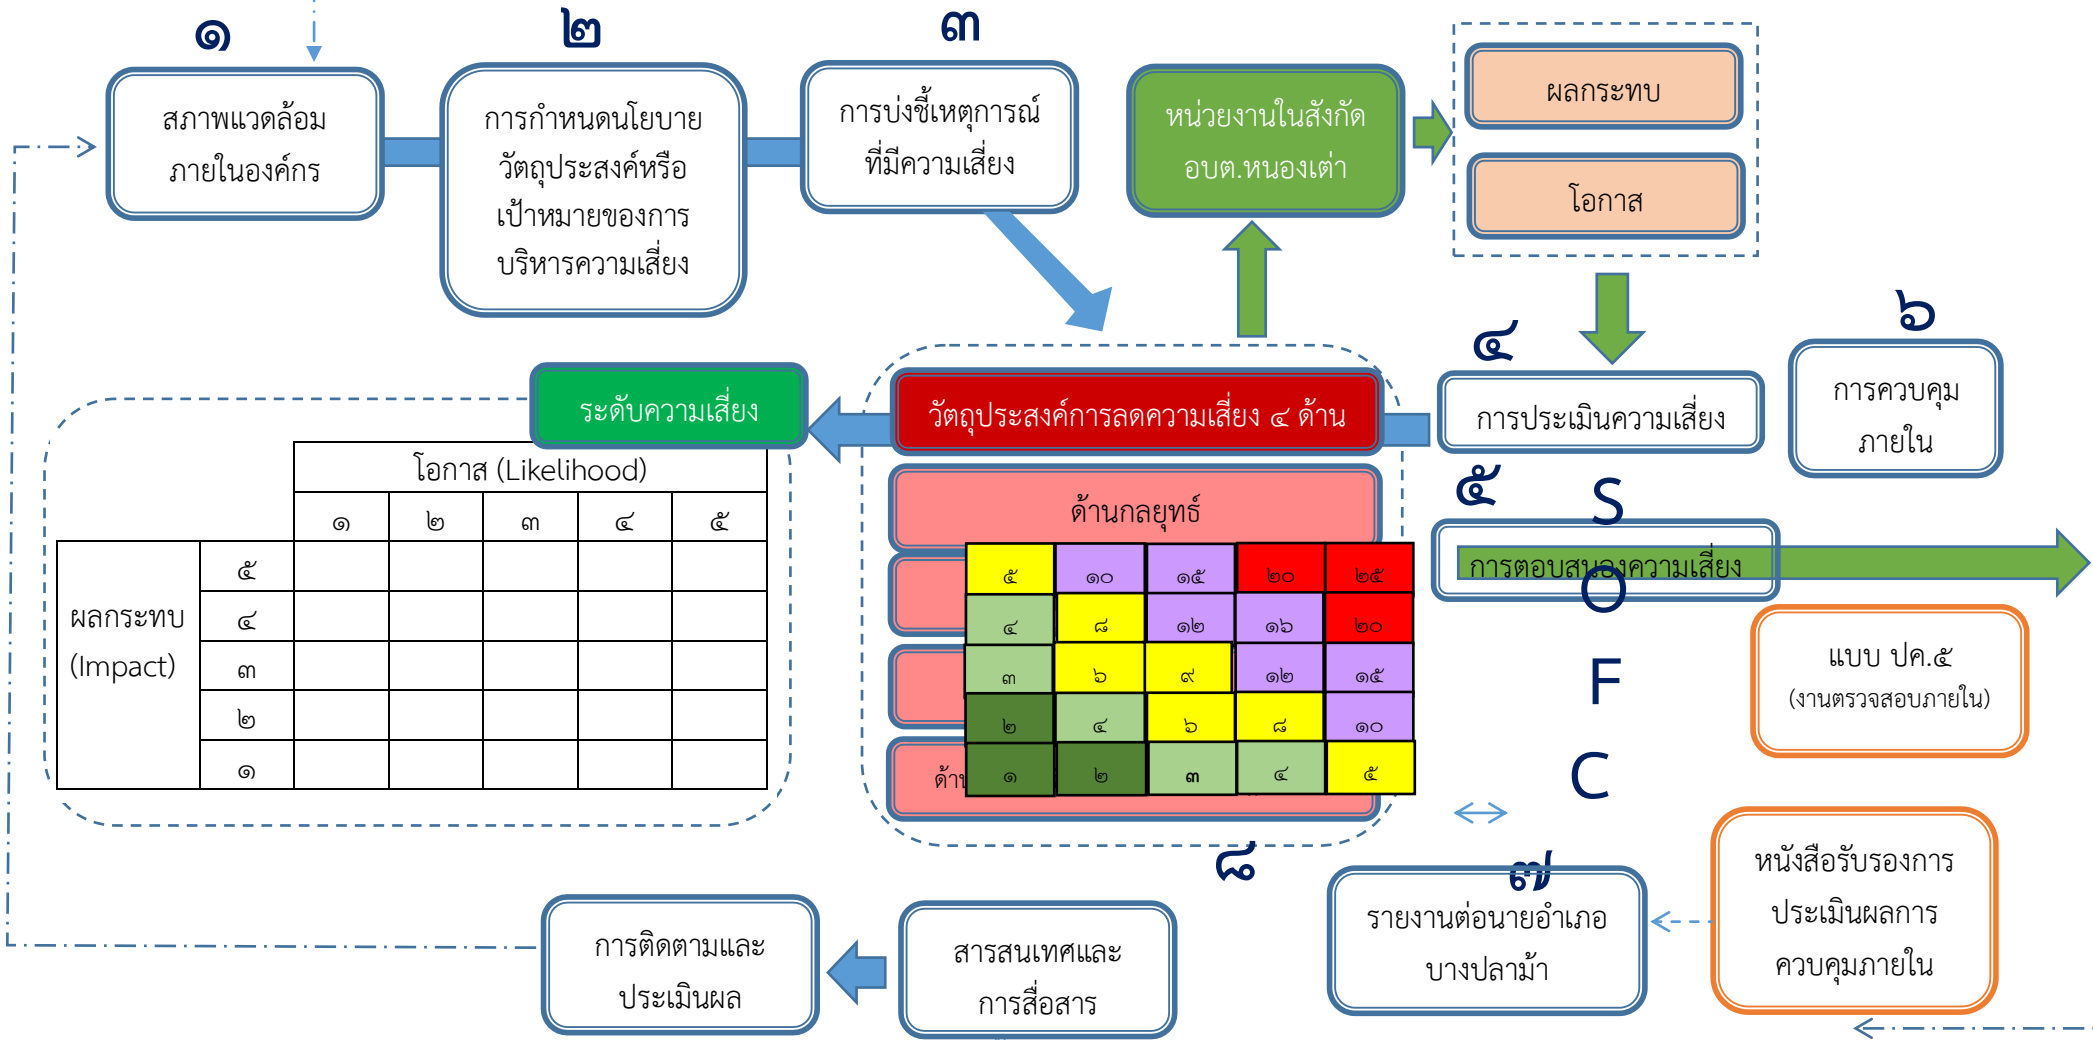 ๑
๒
๓
สภาพแวดล้อม
ภายในองค์กร
การกำหนดนโยบาย
วัตถุประสงค์หรือ
เป้าหมายของการ
บริหารความเสี่ยง
การบ่งชี้เหตุการณ์
ที่มีความเสี่ยง
หน่วยงานในสังกัด
อบต.หนองเต่า
ผลกระทบ
โอกาส
๔
การประเมินความเสี่ยง
๖
การควบคุม
ภายใน
ระดับความเสี่ยง
วัตถุประสงค์การลดความเสี่ยง ๔ ด้าน
ด้านกลยุทธ์
ด้าน
โอกาส (Likelihood)
๑ ๒ ๓ ๔ ๕
ผลกระทบ
(Impact)
๕
๔
๓
๒
๑
๕ ๑๐ ๑๕ ๒๐ ๒๕
๔ ๘ ๑๒ ๑๖ ๒๐
๓ ๖ ๙ ๑๒ ๑๕
๒ ๔ ๖ ๘ ๑๐
๑ ๒ ๓ ๔ ๕
๕
การตอบสนองความเสี่ยง
S
O
F
C
แบบ ปค.๕
(งานตรวจสอบภายใน)
หนังสือรับรองการ
ประเมินผลการ
ควบคุมภายใน
๗
รายงานต่อนายอำเภอ
บางปลาม้า
๘
สารสนเทศและ
การสื่อสาร
การติดตามและ
ประเมินผล